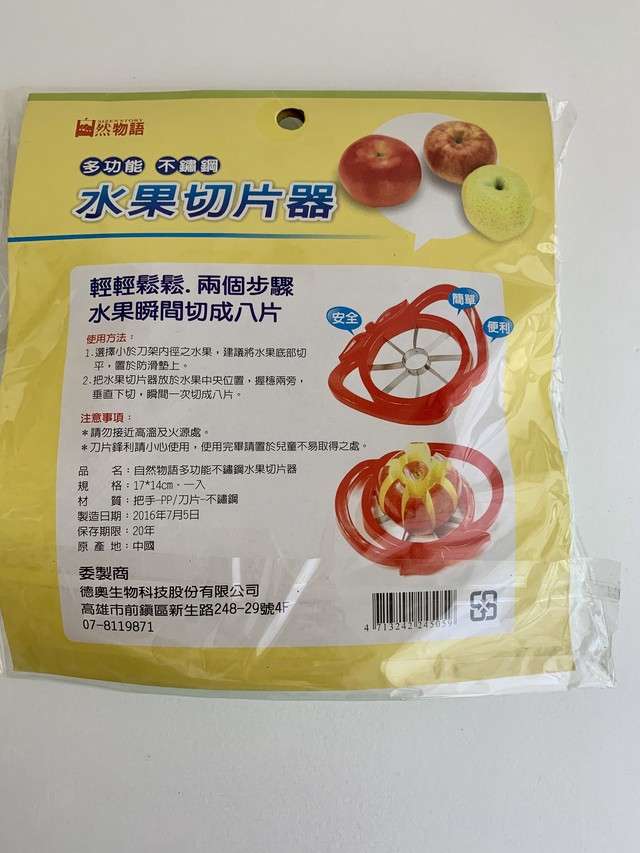 自然物語
多功能 不鏽鋼
水果切片器
輕輕鬆鬆. 兩個步驟
水果瞬間切成八片
安全
簡單
便利
使用方法：
1.選擇小於刀架內徑之水果，建議將水果底部切
平，置於防滑墊上。
2.把水果切片器放於水果中央位置，握穩兩旁，
垂直下切，瞬間一次切成八片。
注意事項：
*請勿接近高溫及火源處。
*刀片鋒利請小心使用，使用完畢請置於兒童不易取得之處。
品 名：自然物語多功能不鏽鋼水果切片器
規 格：17*14cm．一入
材 質：把手-PP/刀片-不鏽鋼
製造日期：2016年7月5日
保存期限：20年
原 產 地：中國
委製商
德奧生物科技股份有限公司
高雄市前鎮區新生路248-29號4F
07-8119871
4 713242 245059